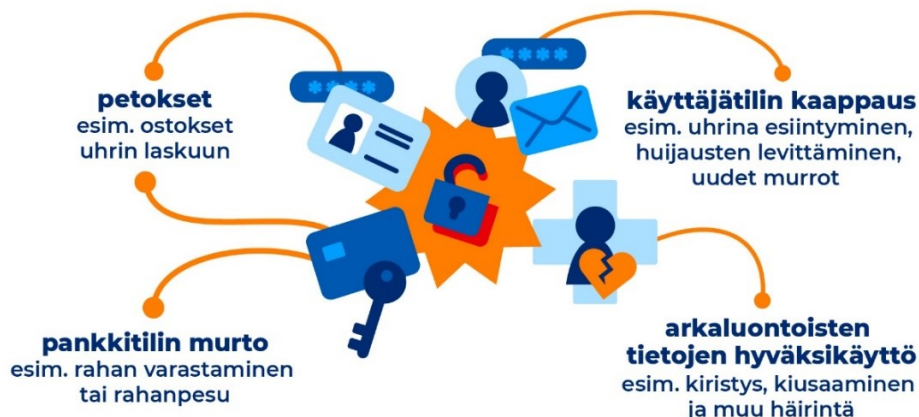 ****
****
petokset
esim. ostokset
uhrin laskuun
käyttäjätilin kaappaus
esim. uhrina esiintyminen,
huijausten levittäminen,
uudet murrot
pankkitilin murto
esim. rahan varastaminen
tai rahanpesu
arkaluontoisten
tietojen hyväksikäyttö
esim. kiristys, kiusaaminen
ja muu häirintä